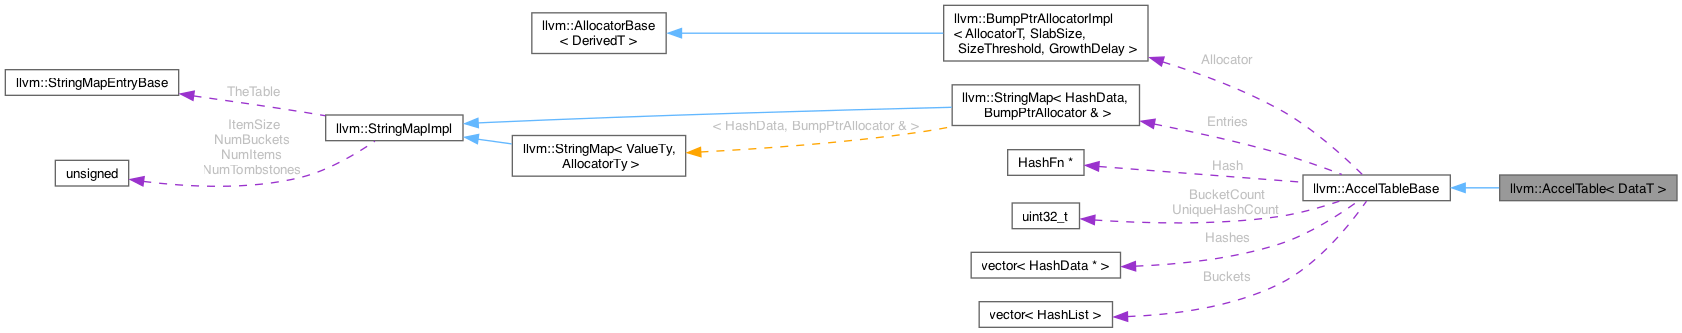 llvm::AllocatorBase
< DerivedT >
llvm::BumpPtrAllocatorImpl
< AllocatorT, SlabSize,
SizeThreshold, GrowthDelay >
Allocator
llvm::StringMapEntryBase
TheTable
llvm::StringMap< HashData,
BumpPtrAllocator & >
Entries
ItemSize
NumBuckets
NumItems
NumTombstones
llvm::StringMapImpl
< HashData, BumpPtrAllocator & >
llvm::StringMap< ValueTy,
AllocatorTy >
unsigned
HashFn *
Hash
llvm::AccelTableBase
llvm::AccelTable< DataT >
BucketCount
UniqueHashCount
uint32_t
Hashes
vector< HashData * >
Buckets
vector< HashList >